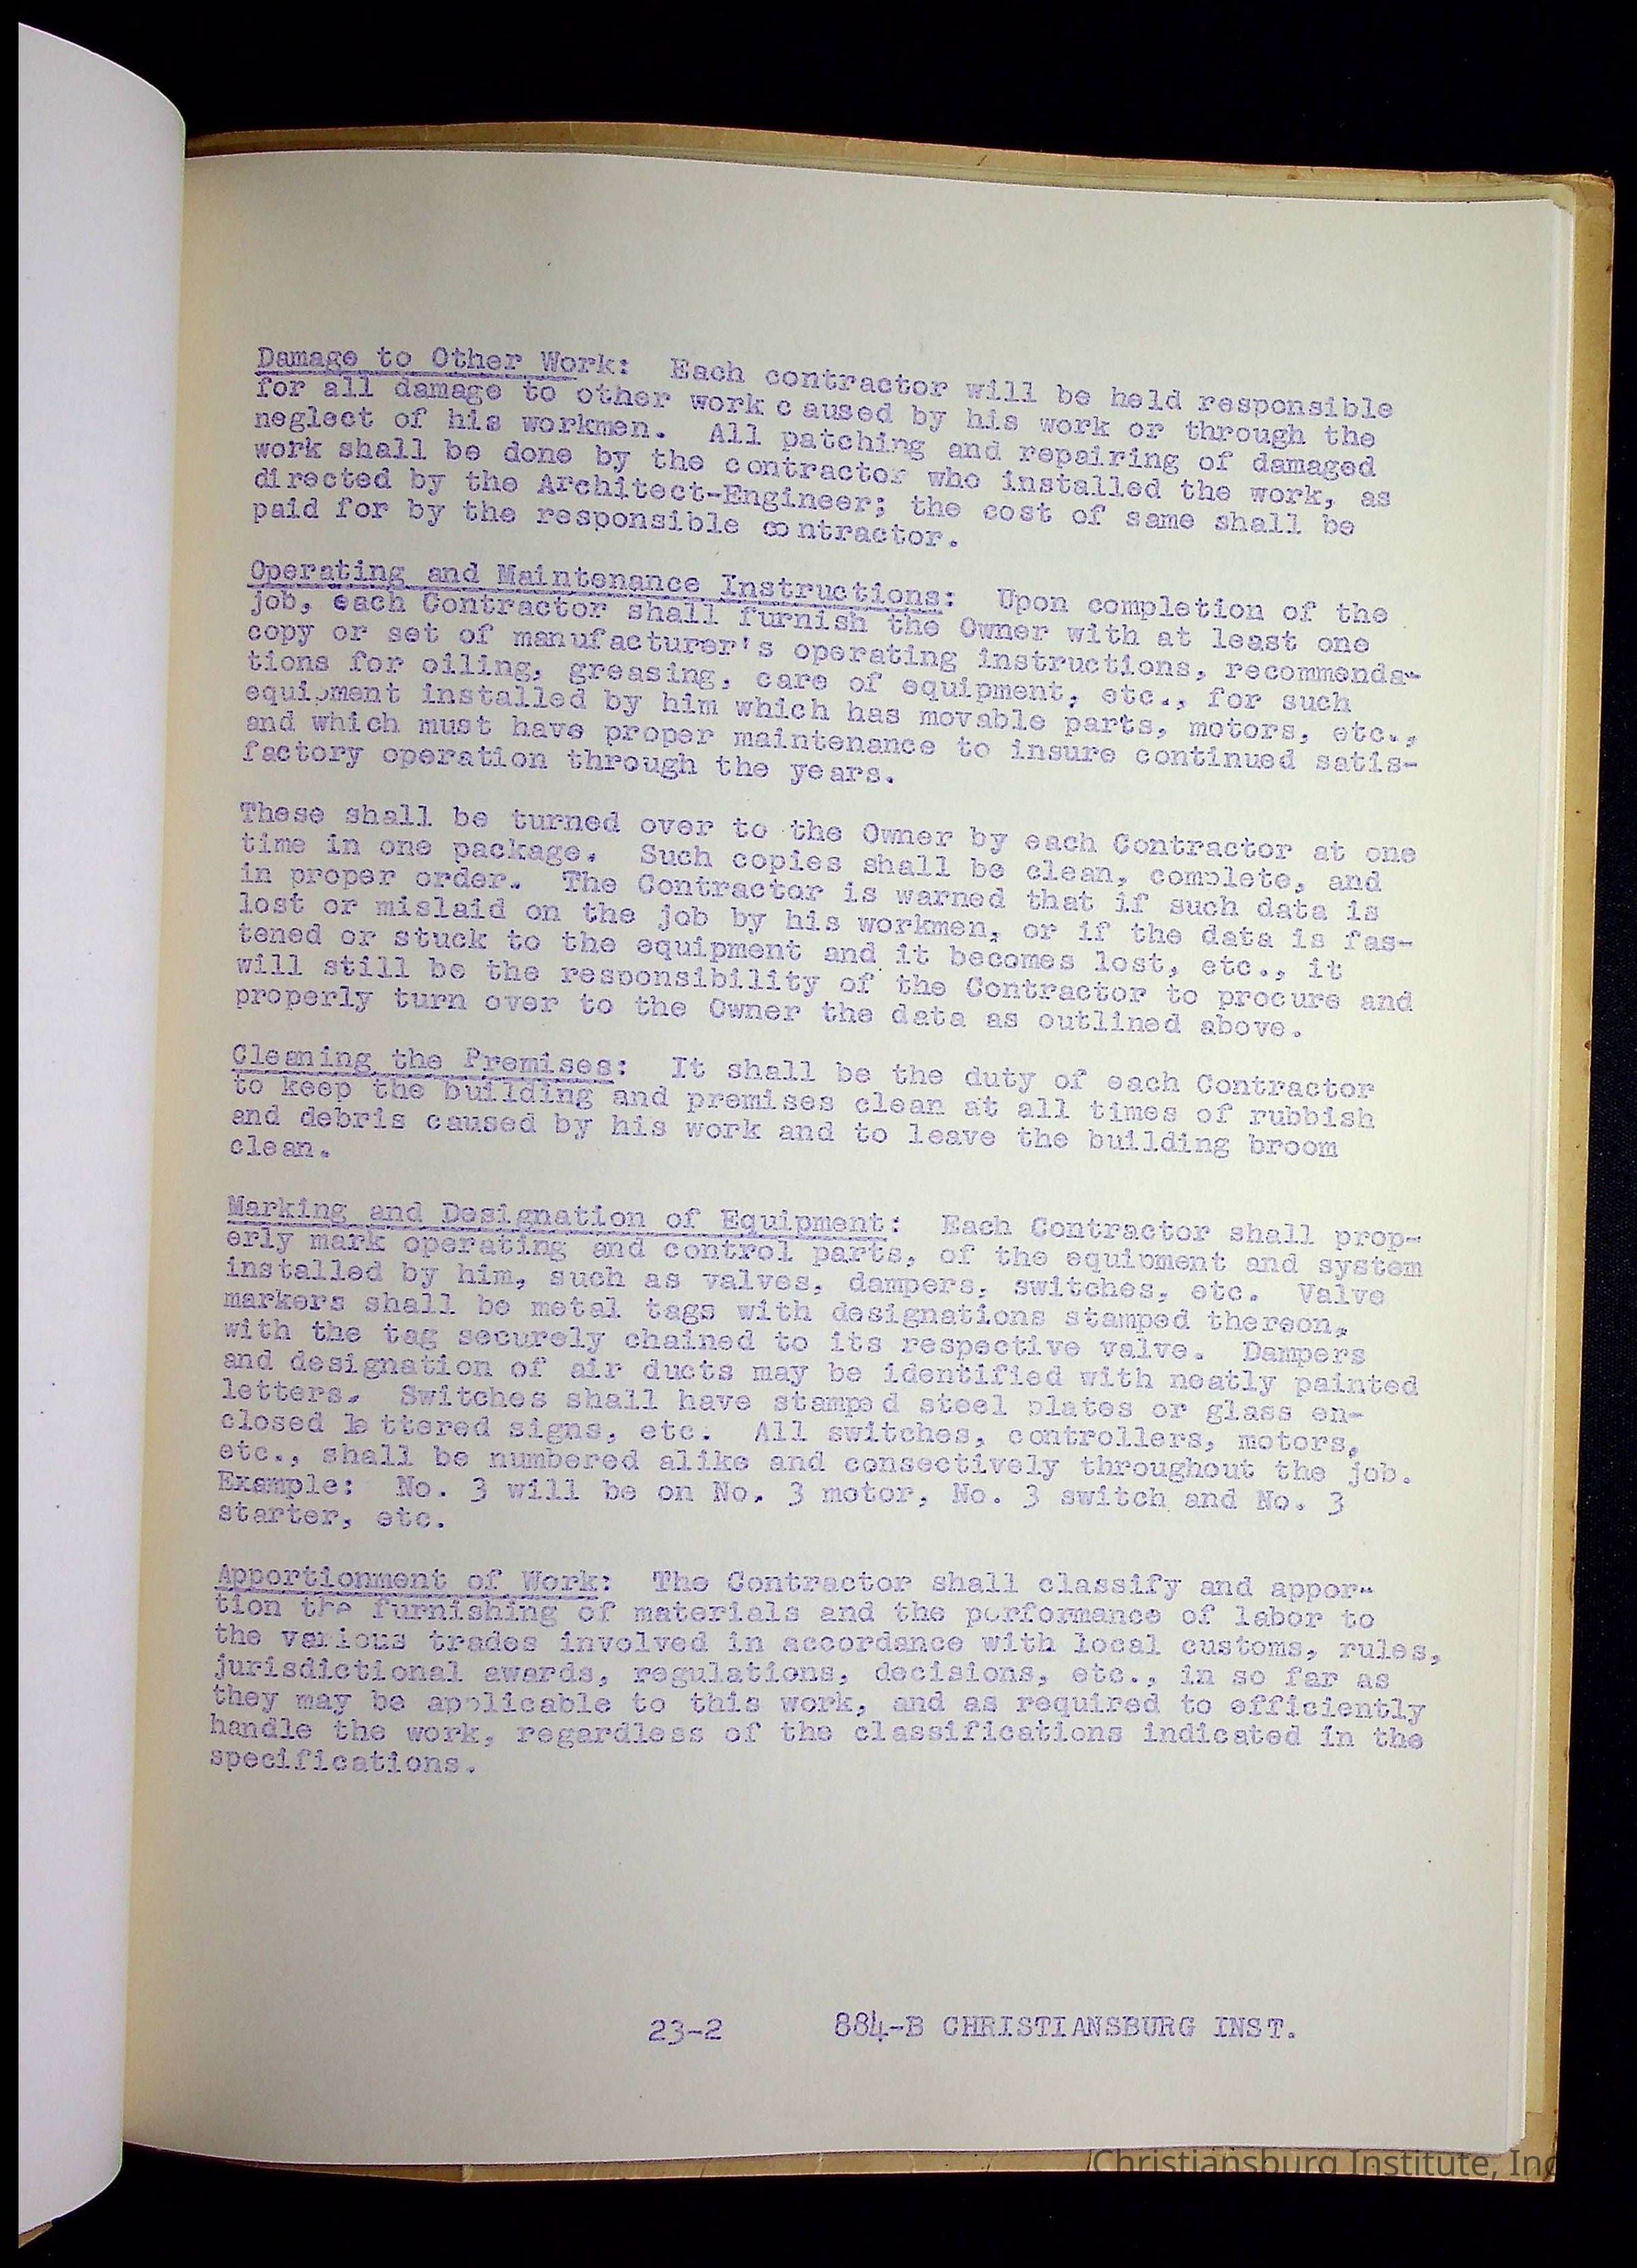 Damage to Other Work: Each contractor will be held responsible
for all damage to other work caused by his work or through the
neglect of his workmen. All patching and repairing of damaged
work shall be done by the contractor who installed the work, as
directed by the Architect-Engineer; the cost of same shall be
paid for by the responsible contractor.
Operating and Maintenance Instructions: Upon completion of the
job, each Contractor shall furnish the Owner with at least one
copy or set of manufacturer's operating instructions, recommenda-
tions for oiling, greasing, care of equipment, etc., for such
equipment installed by him which has movable parts, motors, etc.,
and which must have proper maintenance to insure continued satis-
factory operation through the years.
These shall be turned over to the Owner by each Contractor at one
time in one package. Such copies shall be clean, complete, and
in proper order. The Contractor is warned that if such data is
lost or mislaid on the job by his workmen, or if the data is fas-
tened or stuck to the equipment and it becomes lost, etc., it
will still be the responsibility of the Contractor to procure and
properly turn over to the Owner the data as outlined above.
Cleaning the Premises: It shall be the duty of each Contractor
to keep the building and premises clean at all times of rubbish
and debris caused by his work and to leave the building broom
clean.
Marking and Designation of Equipment: Each Contractor shall prop-
erly mark operating and control parts, of the equipment and system
installed by him, such as valves, dampers, switches, etc. Valve
markers shall be metal tags with designations stamped thereon,
with the tag securely chained to its respective valve. Dampers
and designation of air ducts may be identified with neatly painted
letters. Switches shall have stamped steel plates or glass en-
closed lettered signs, etc. All switches, controllers, motors,
etc., shall be numbered alike and consectively throughout the job.
Example: No. 3 will be on No. 3 motor, No. 3 switch and No. 3
starter, etc.
Apportionment of Work: The Contractor shall classify and appor-
tion the furnishing of materials and the performance of labor to
the various trades involved in accordance with local customs, rules,
jurisdictional awards, regulations, decisions, etc., in so far as
they may be applicable to this work, and as required to efficiently
handle the work, regardless of the classifications indicated in the
specifications.
23-2 884-B CHRISTIANSBURG INST.
Christiansburg Institute, Inc